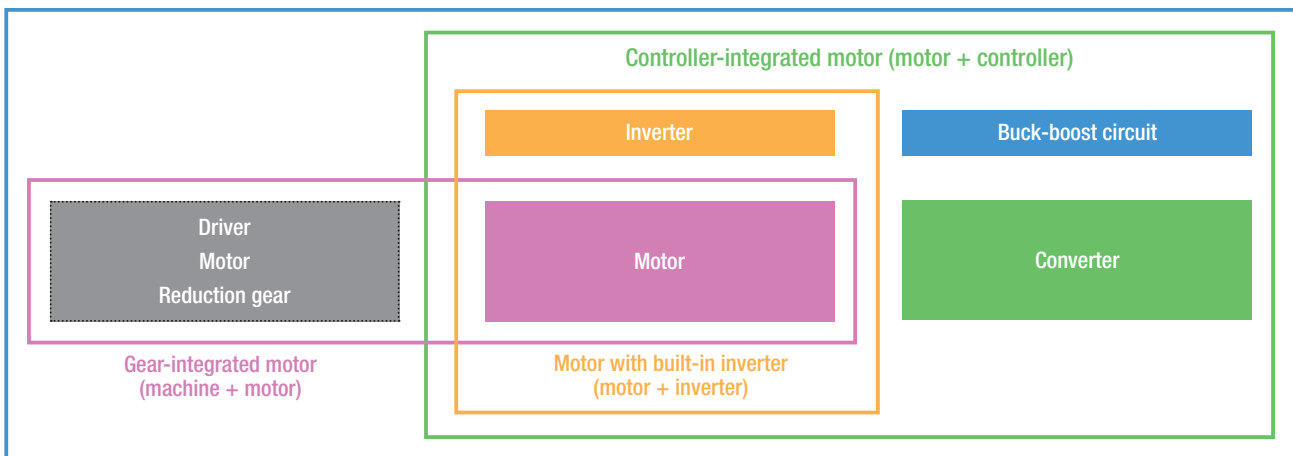 Controller-integrated motor (motor + controller)
Inverter
Buck-boost circuit
Driver
Motor
Reduction gear
Motor
Converter
Gear-integrated motor
(machine + motor)
Motor with built-in inverter
(motor + inverter)